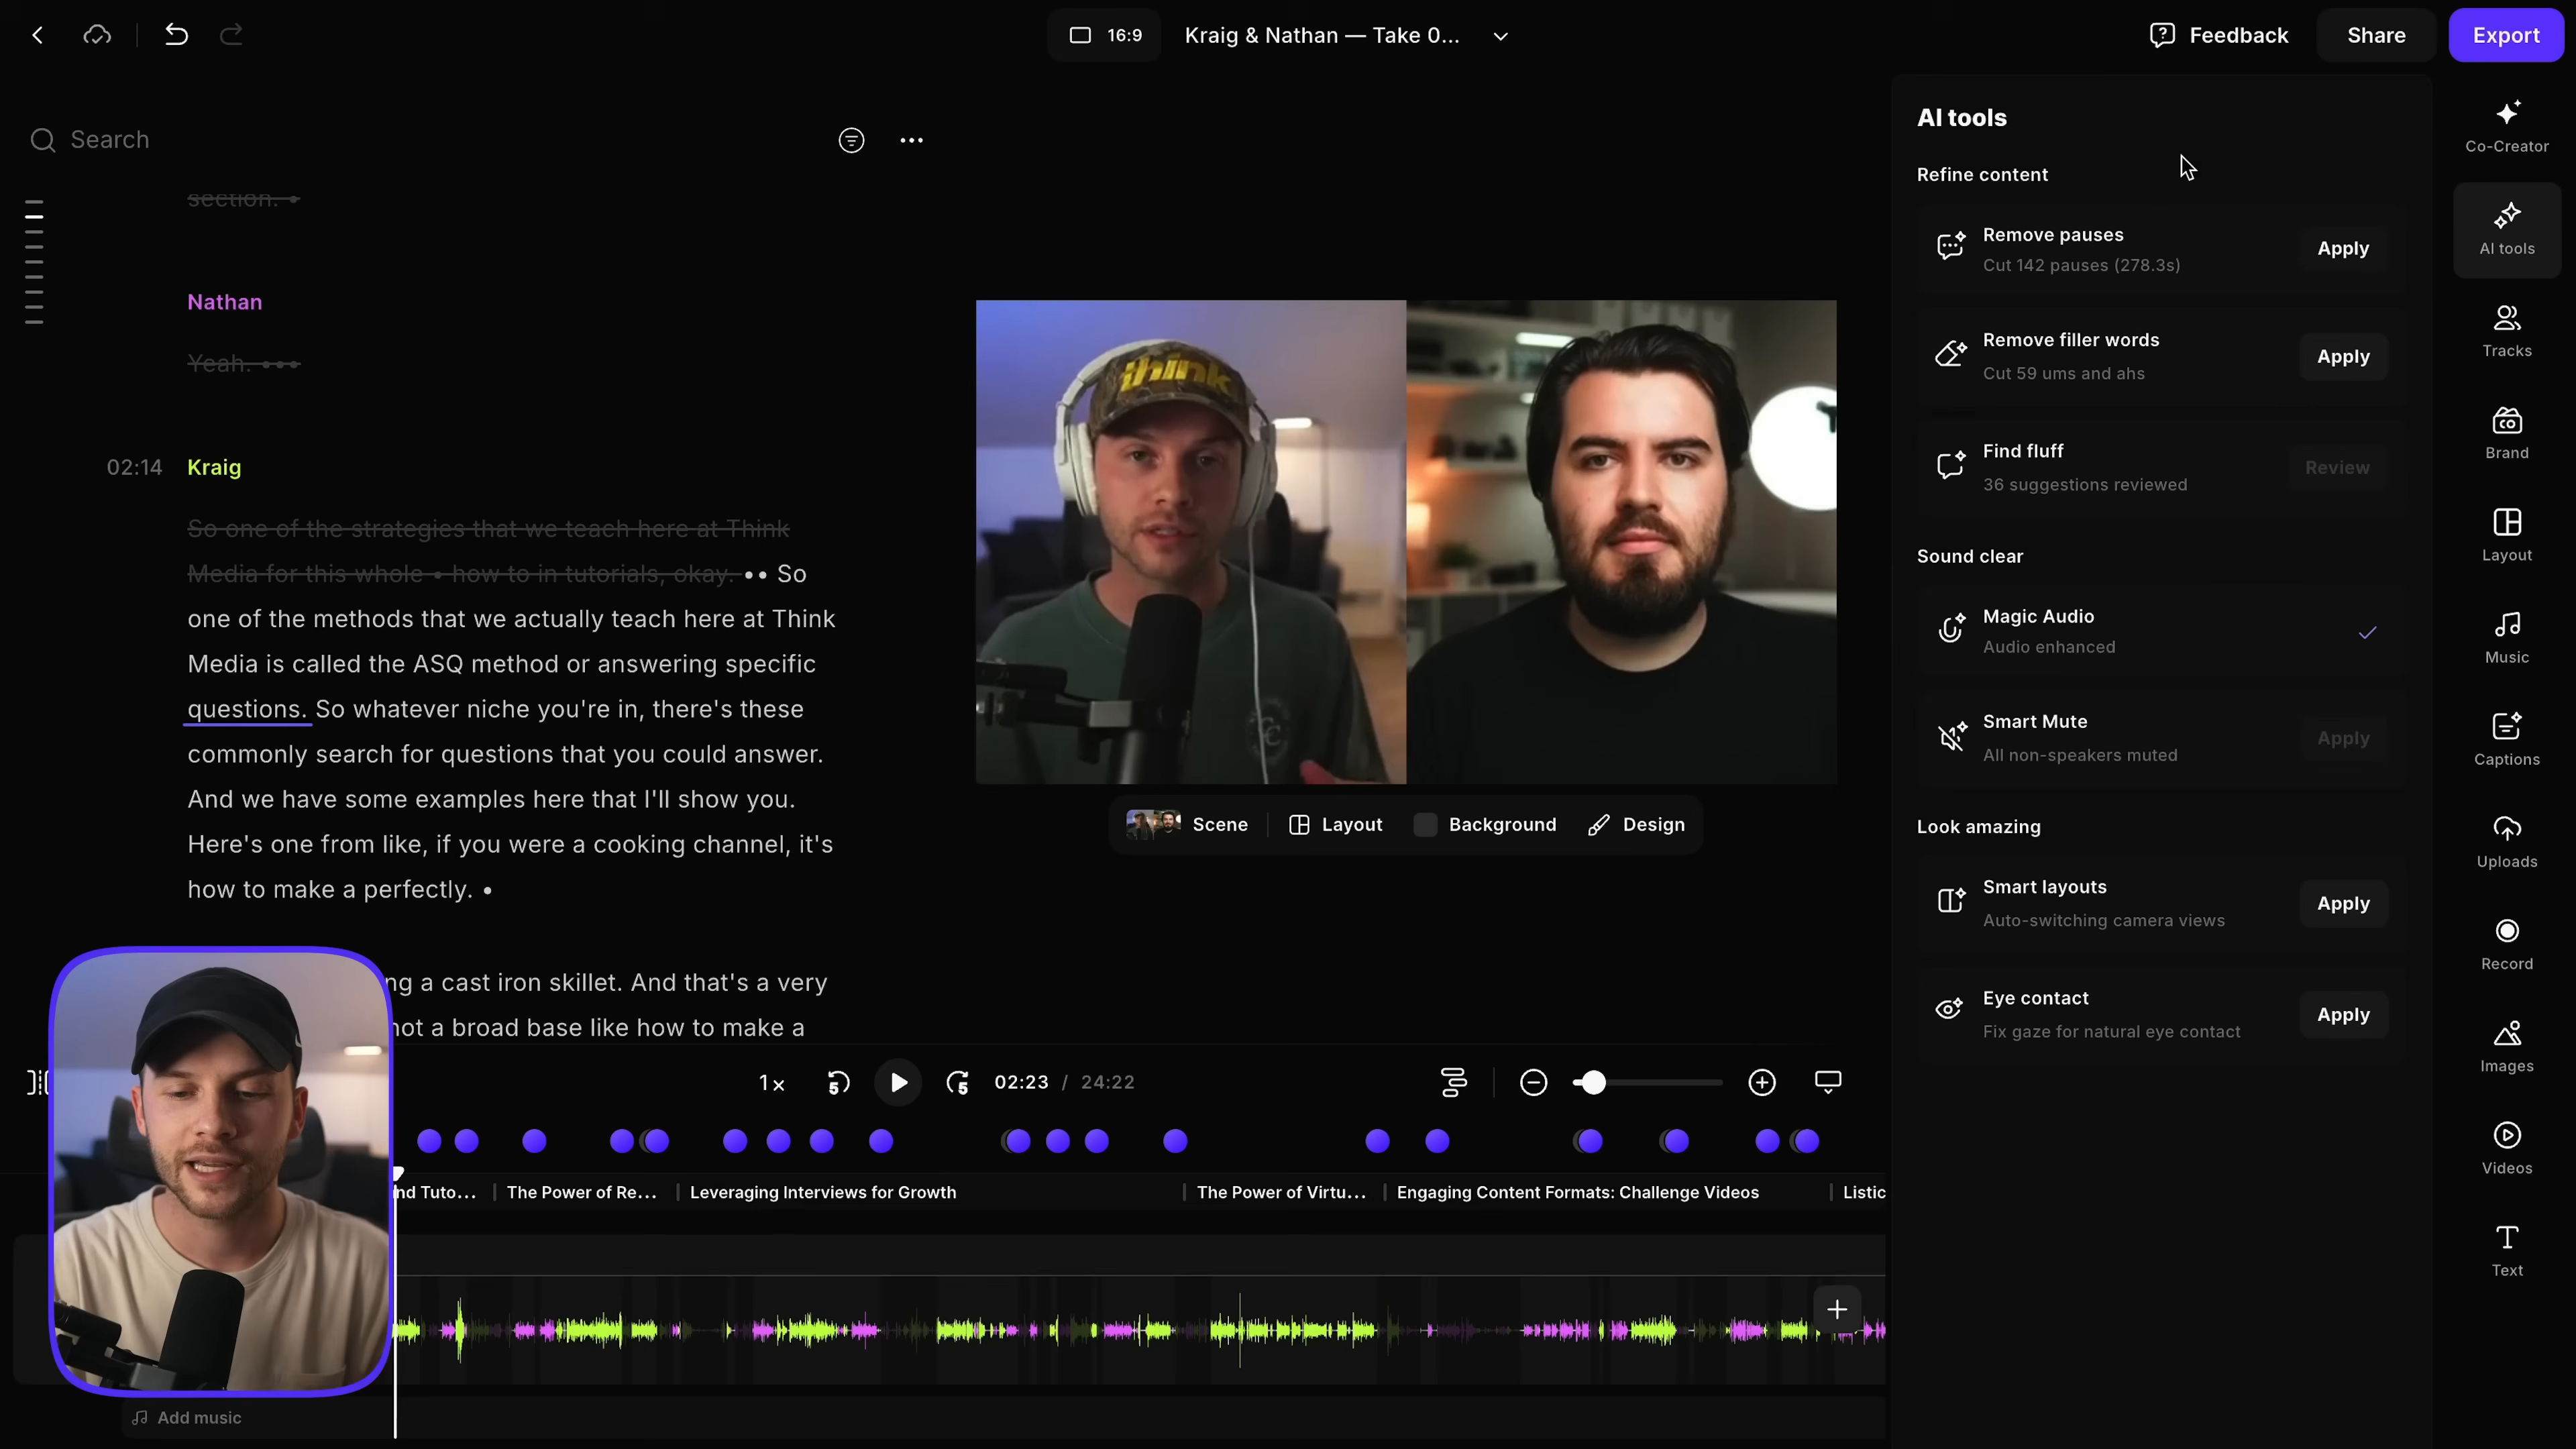 16:9
Kraig & Nathan — Take 0...
Feedback
Share
Export
Search
section. •
Nathan
Yeah. •••
02:14 Kraig
So one of the strategies that we teach here at Think
Media for this whole • how to in tutorials, okay. •• So
one of the methods that we actually teach here at Think
Media is called the ASQ method or answering specific
questions. So whatever niche you're in, there's these
commonly search for questions that you could answer.
And we have some examples here that I'll show you.
Here's one from like, if you were a cooking channel, it's
how to make a perfectly. •
ng a cast iron skillet. And that's a very
not a broad base like how to make a
think
Scene
Layout
Background
Design
1×
5
5
02:23 / 24:22
nd Tuto...
The Power of Re...
Leveraging Interviews for Growth
The Power of Virtu...
Engaging Content Formats: Challenge Videos
Listic
Add music
AI tools
Refine content
Remove pauses
Cut 142 pauses (278.3s)
Apply
Remove filler words
Cut 59 ums and ahs
Apply
Find fluff
36 suggestions reviewed
Review
Sound clear
Magic Audio
Audio enhanced
Smart Mute
All non-speakers muted
Apply
Look amazing
Smart layouts
Auto-switching camera views
Apply
Eye contact
Fix gaze for natural eye contact
Apply
Co-Creator
AI tools
Tracks
co
Brand
Layout
Music
Captions
Uploads
Record
Images
Videos
Text